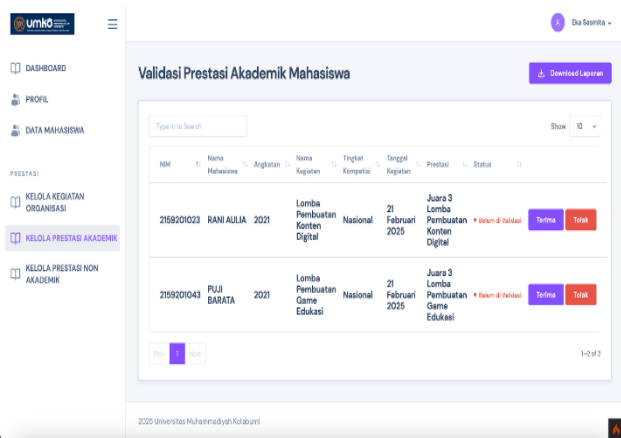 umkö
A
Eka Sasmita
DASHBOARD
PROFIL
DATA MAHASISWA
PRESTASI
KELOLA KEGIATAN
ORGANISASI
KELOLA PRESTASI AKADEMIK
KELOLA PRESTASI NON
AKADEMIK
Validasi Prestasi Akademik Mahasiswa
Download Laporan
Type in to Search
Show 10
NIM Nama Mahasiswa Angkatan Nama Kegiatan Tingkat Kompetisi Tanggal Kegiatan Prestasi Status
2159201023 RANI AULIA 2021 Lomba Pembuatan Konten Digital Nasional 21 Februari 2025 Juara 3 Lomba Pembuatan Konten Digital Belum di Validasi Terima Tolak
2159201043 PUJI BARATA 2021 Lomba Pembuatan Game Edukasi Nasional 21 Februari 2025 Juara 3 Lomba Pembuatan Game Edukasi Belum di Validasi Terima Tolak
Prev 1 Next
1-2 of 2
2025 Universitas Muhammadiyah Kotabumi